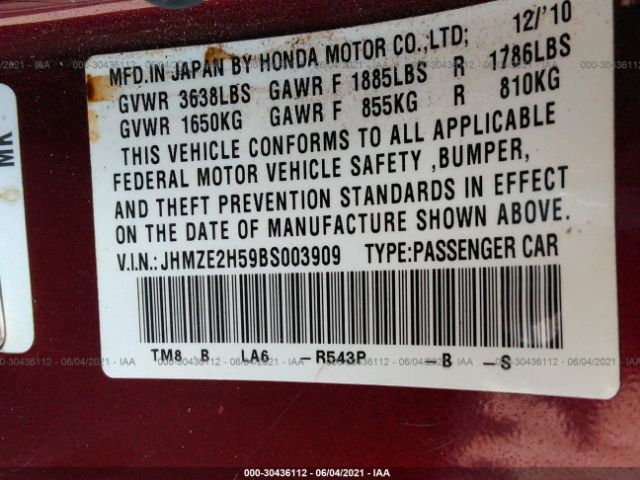 12/'10
MFD.IN JAPAN BY HONDA MOTOR CO.,LTD;
GVWR 3638LBS GAWR F 1885LBS R 1786LBS
GVWR 1650KG GAWR F 855KG R 810KG
THIS VEHICLE CONFORMS TO ALL APPLICABLE
FEDERAL MOTOR VEHICLE SAFETY ,BUMPER,
AND THEFT PREVENTION STANDARDS IN EFFECT
ON THE DATE OF MANUFACTURE SHOWN ABOVE.
V.I.N.: JHMZE2H59BS003909 TYPE:PASSENGER CAR
TM8 B LA6 -R543P -B -S
MK
000-30436112 - 06/04/2021 - IAA